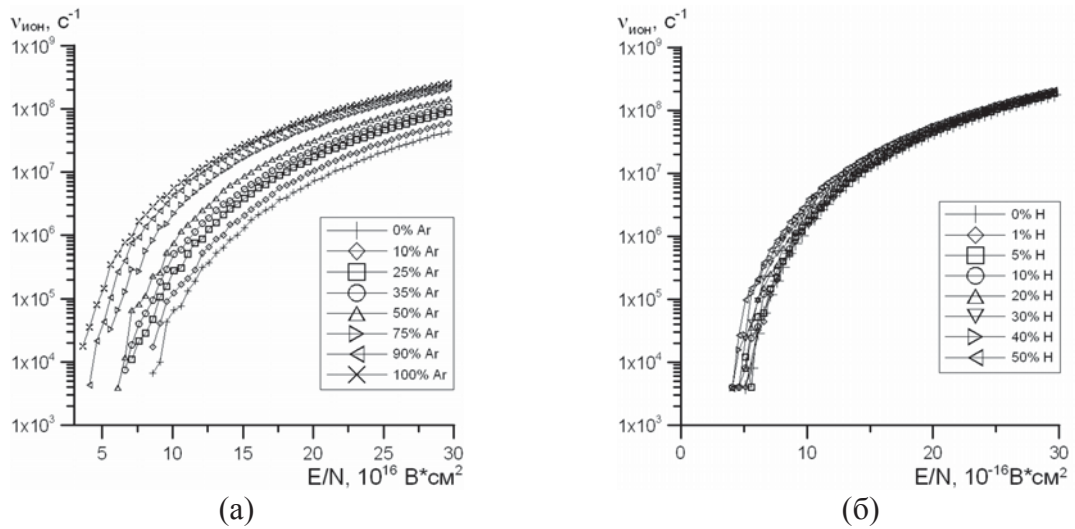 ν_ион, с⁻¹
1x10⁹
1x10⁸
1x10⁷
1x10⁶
1x10⁵
1x10⁴
1x10³
5 10 15 20 25 30
E/N, 10¹⁶ В*см²
0% Ar
10% Ar
25% Ar
35% Ar
50% Ar
75% Ar
90% Ar
100% Ar
(а)
ν_ион, с⁻¹
1x10⁹
1x10⁸
1x10⁷
1x10⁶
1x10⁵
1x10⁴
1x10³
0 10 20 30
E/N, 10⁻¹⁶В*см²
0% H
1% H
5% H
10% H
20% H
30% H
40% H
50% H
(б)